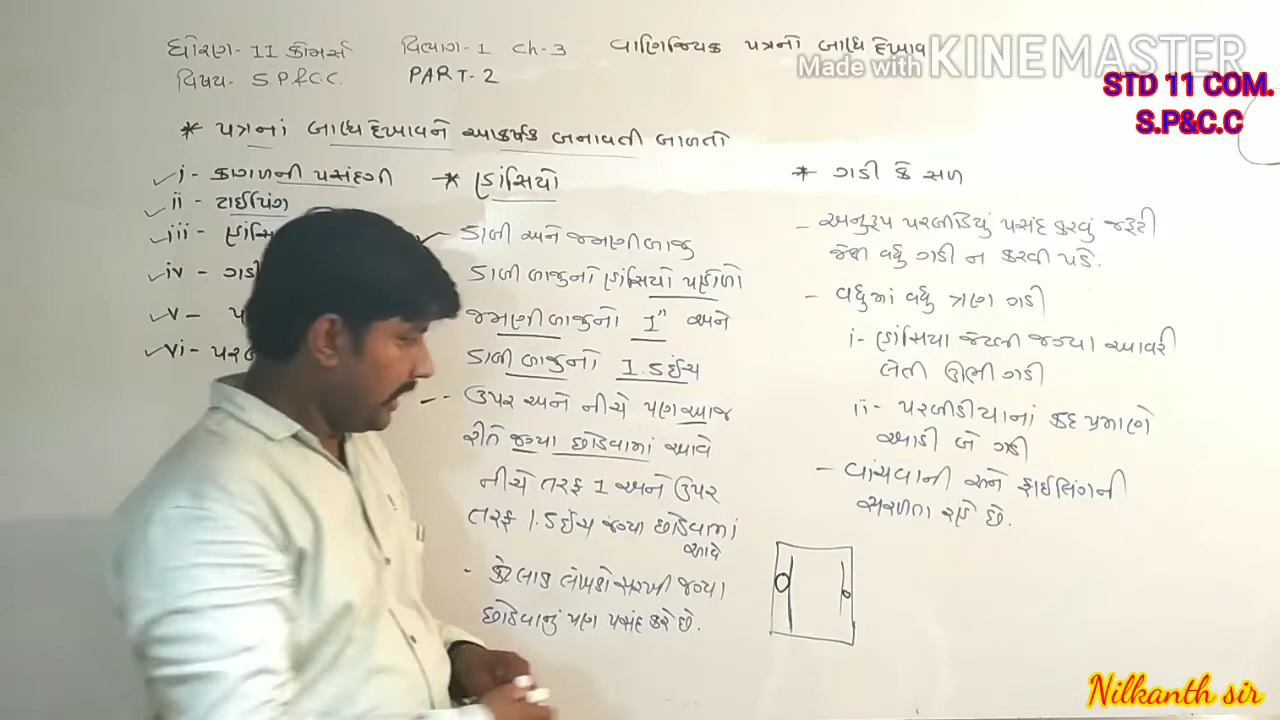 ધોરણ- 11 કોમર્સ વિભાગ-1 Ch-3 વાણિજ્યિક પત્રનો બાહ્ય દેખાવ
વિષય- S.P&C.C. PART-2
Made with KINEMASTER
STD 11 COM.
S.P&C.C
* પત્રનાં બાહ્ય દેખાવને આકર્ષક બનાવતી બાબતો
i- કાગળની પસંદગી
ii - ટાઈપિંગ
iii - હાંસિ
iv - ગડી
v - પ
vi - પરબ
* હાંસિયો
ડાબી અને જમણી બાજુ
ડાબી બાજુનો હાંસિયો પહોળો
જમણી બાજુનો 1" અને
ડાબી બાજુનો 1.5 ઈંચ
- ઉપર અને નીચે પણ આજ
રીતે જગ્યા છોડવામાં આવે
નીચે તરફ 1 અને ઉપર
તરફ 1.5 ઈંચ જગ્યા છોડવામાં
આવે
- કેટલાક લેખકો સરખી જગ્યા
છોડવાનું પણ પસંદ કરે છે.
* ગડી કે સળ
- અનુરૂપ પરબીડિયું પસંદ કરવું જરૂરી
જેથી વધુ ગડી ન કરવી પડે.
- વધુમાં વધુ ત્રણ ગડી
i- હાંસિયા જેટલી જગ્યા આવરી
લેતી ઊભી ગડી
ii- પરબીડીયાનાં કદ પ્રમાણે
આડી બે ગડી
- વાંચવાની અને ફાઈલિંગની
સરળતા રહે છે.
Nilkanth sir